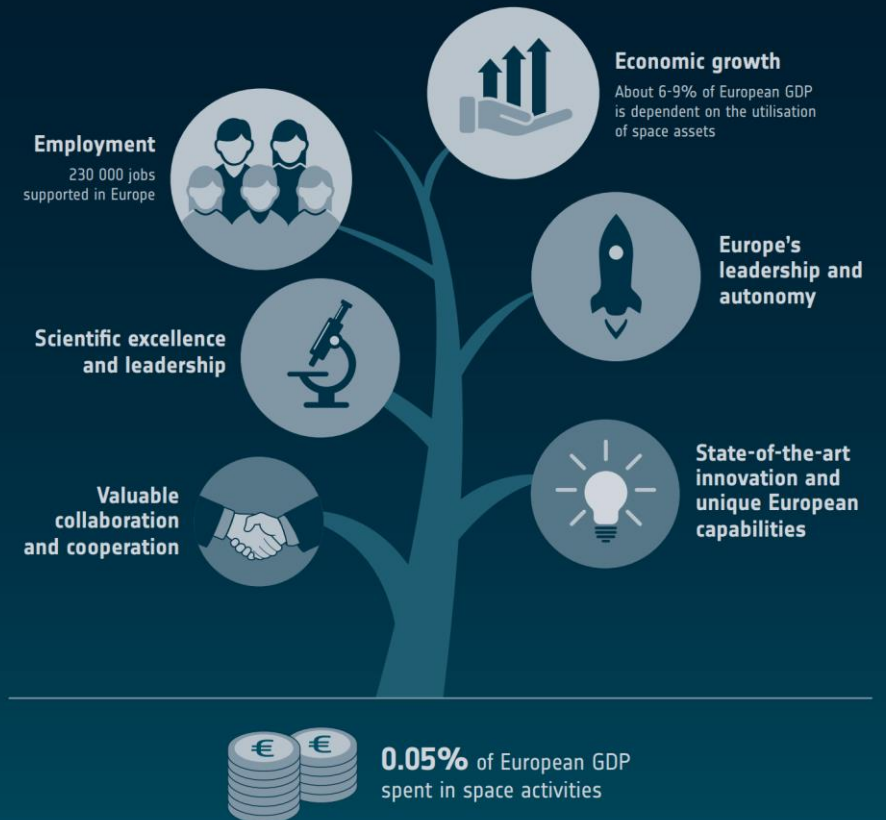 Economic growth
About 6-9% of European GDP
is dependent on the utilisation
of space assets
Employment
230 000 jobs
supported in Europe
Europe's
leadership and
autonomy
Scientific excellence
and leadership
State-of-the-art
innovation and
unique European
capabilities
Valuable
collaboration
and cooperation
€ €
0.05% of European GDP
spent in space activities